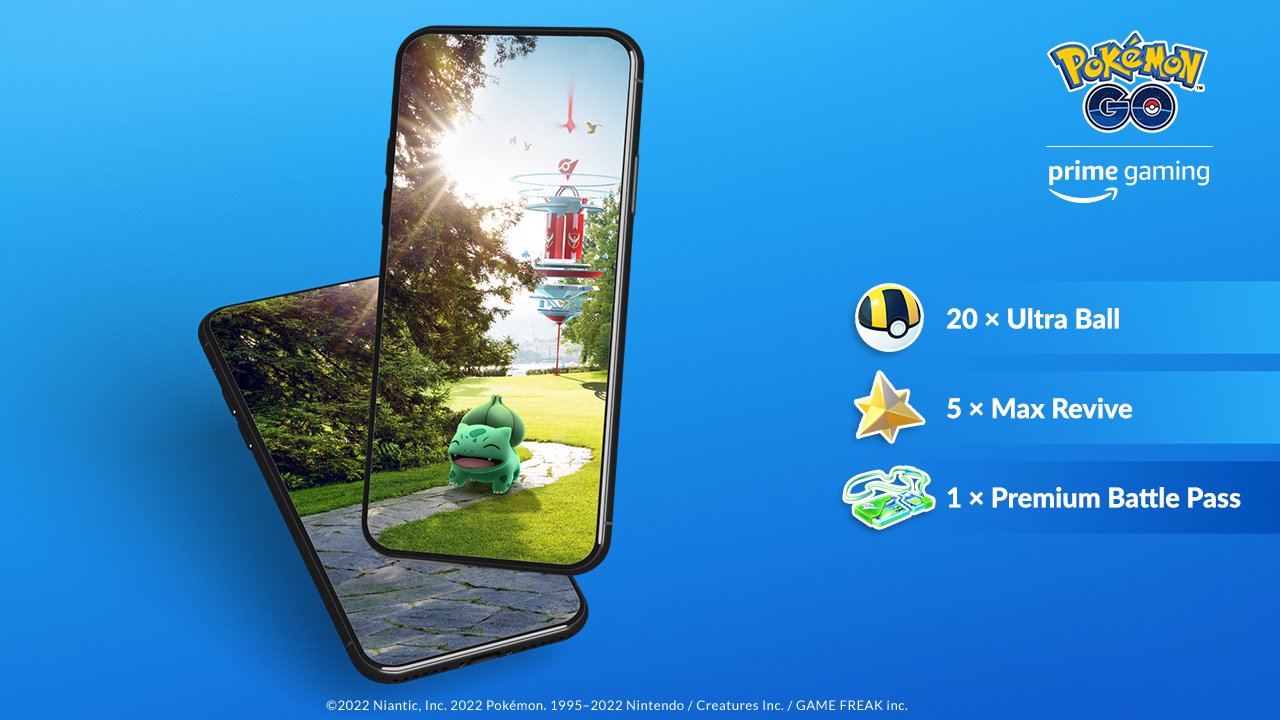 POKéMON
GO
™
prime gaming
20 × Ultra Ball
5 × Max Revive
1 × Premium Battle Pass
©2022 Niantic, Inc. 2022 Pokémon. 1995–2022 Nintendo / Creatures Inc. / GAME FREAK inc.